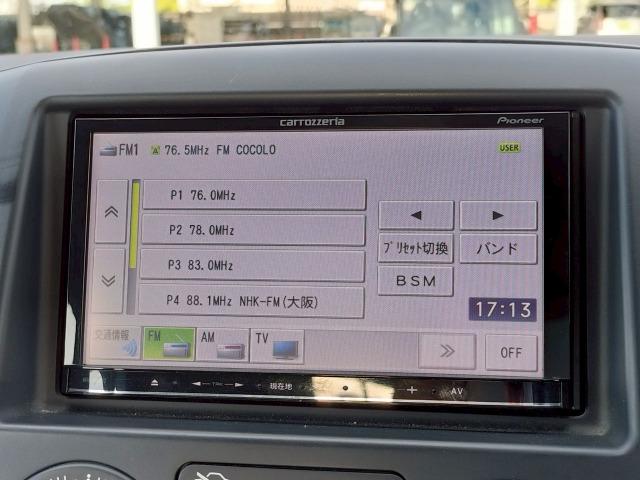 carrozzeria
Pioneer
FM1 76.5MHz FM COCOLO
USER
P1 76.0MHz
P2 78.0MHz
P3 83.0MHz
P4 88.1MHz NHK-FM(大阪)
プリセット切換
バンド
BSM
17:13
交通情報
FM
AM
TV
OFF
現在地
AV